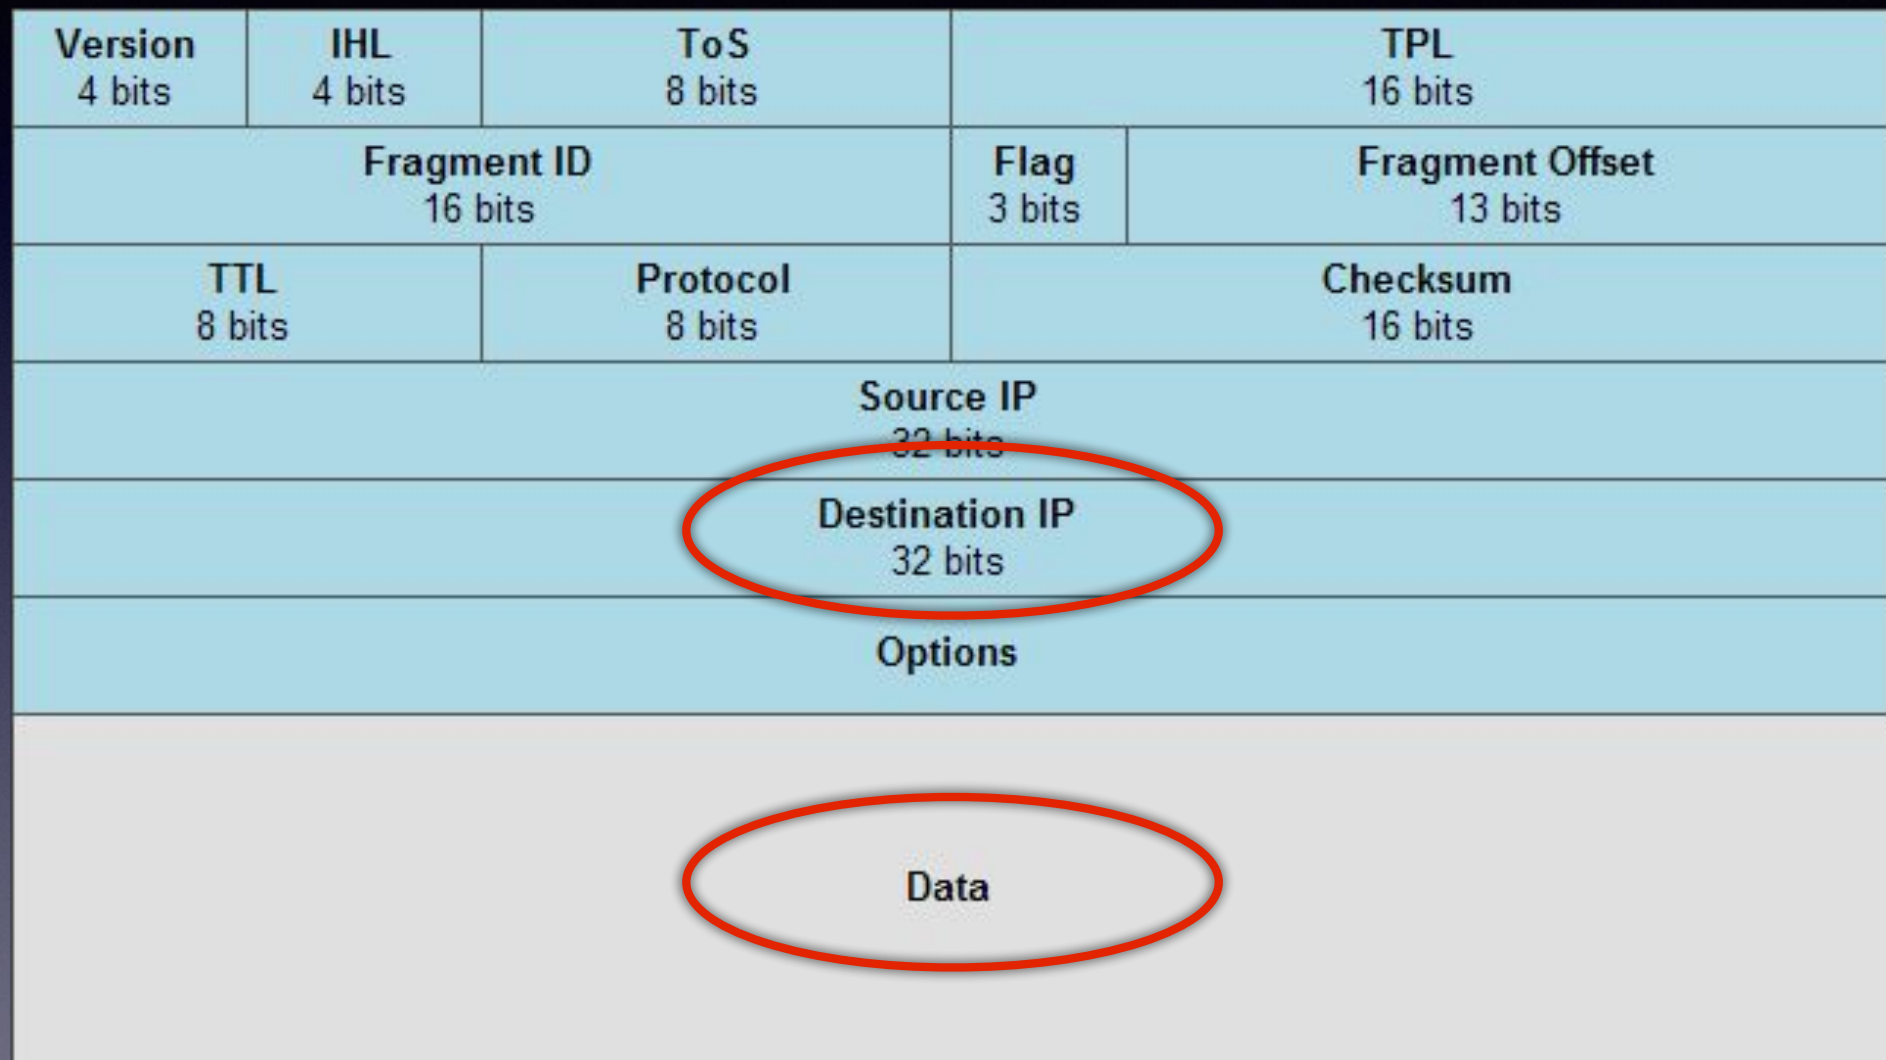 Version IHL ToS TPL
4 bits 4 bits 8 bits 16 bits
Fragment ID Flag Fragment Offset
16 bits 3 bits 13 bits
TTL Protocol Checksum
8 bits 8 bits 16 bits
Source IP
32 bits
Destination IP
32 bits
Options
Data